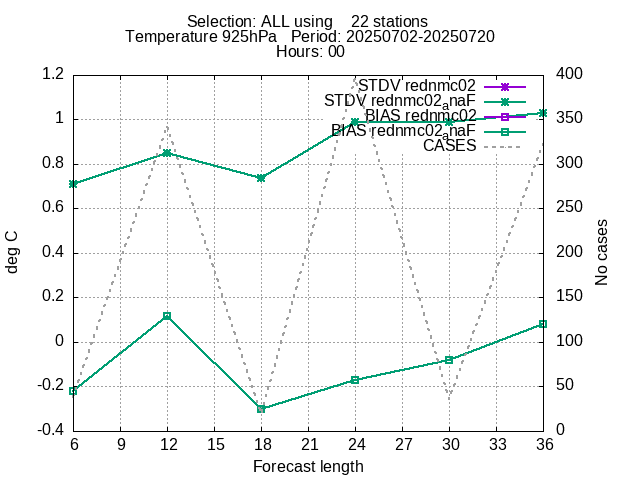 Selection: ALL using    22 stations
Temperature 925hPa   Period: 20250702-20250720
Hours: 00
STDV rednmc02
STDV rednmc02anaF
BIAS rednmc02
BIAS rednmc02anaF
CASES
1.2
1
0.8
0.6
0.4
0.2
0
-0.2
-0.4
deg C
400
350
300
250
200
150
100
50
0
No cases
6 9 12 15 18 21 24 27 30 33 36
Forecast length